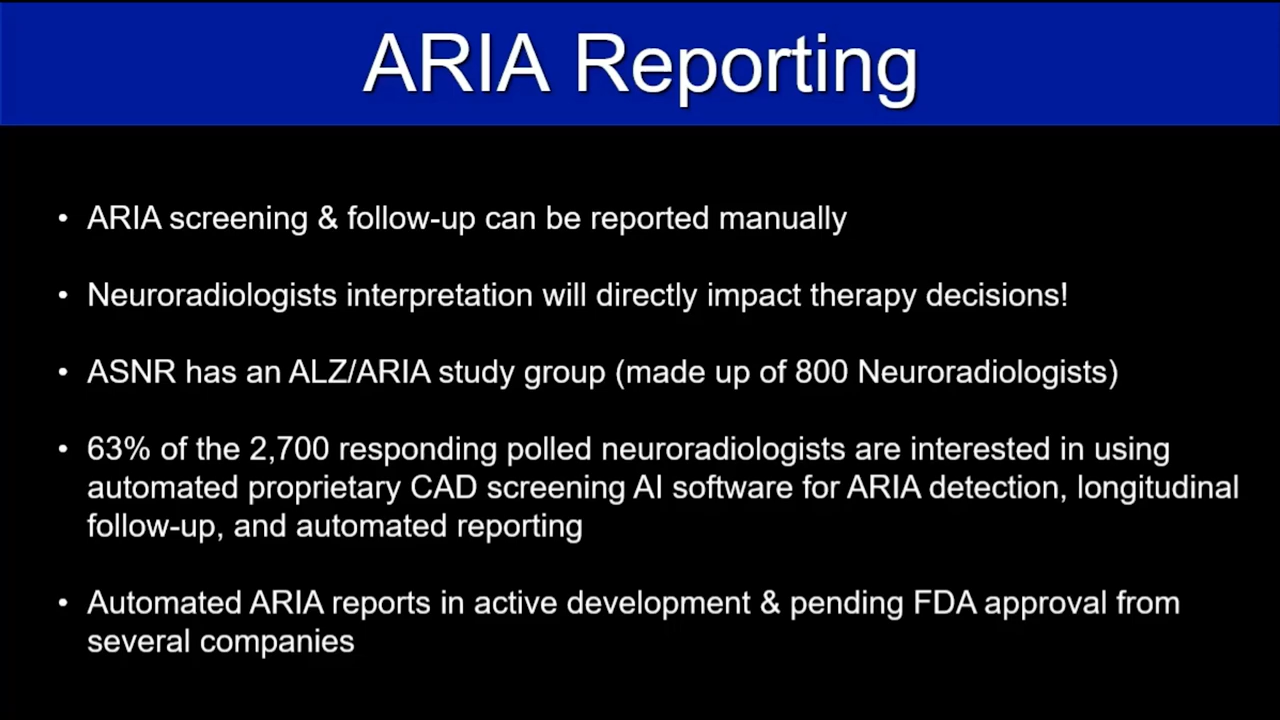 ARIA Reporting
• ARIA screening & follow-up can be reported manually
• Neuroradiologists interpretation will directly impact therapy decisions!
• ASNR has an ALZ/ARIA study group (made up of 800 Neuroradiologists)
• 63% of the 2,700 responding polled neuroradiologists are interested in using
automated proprietary CAD screening AI software for ARIA detection, longitudinal
follow-up, and automated reporting
• Automated ARIA reports in active development & pending FDA approval from
several companies